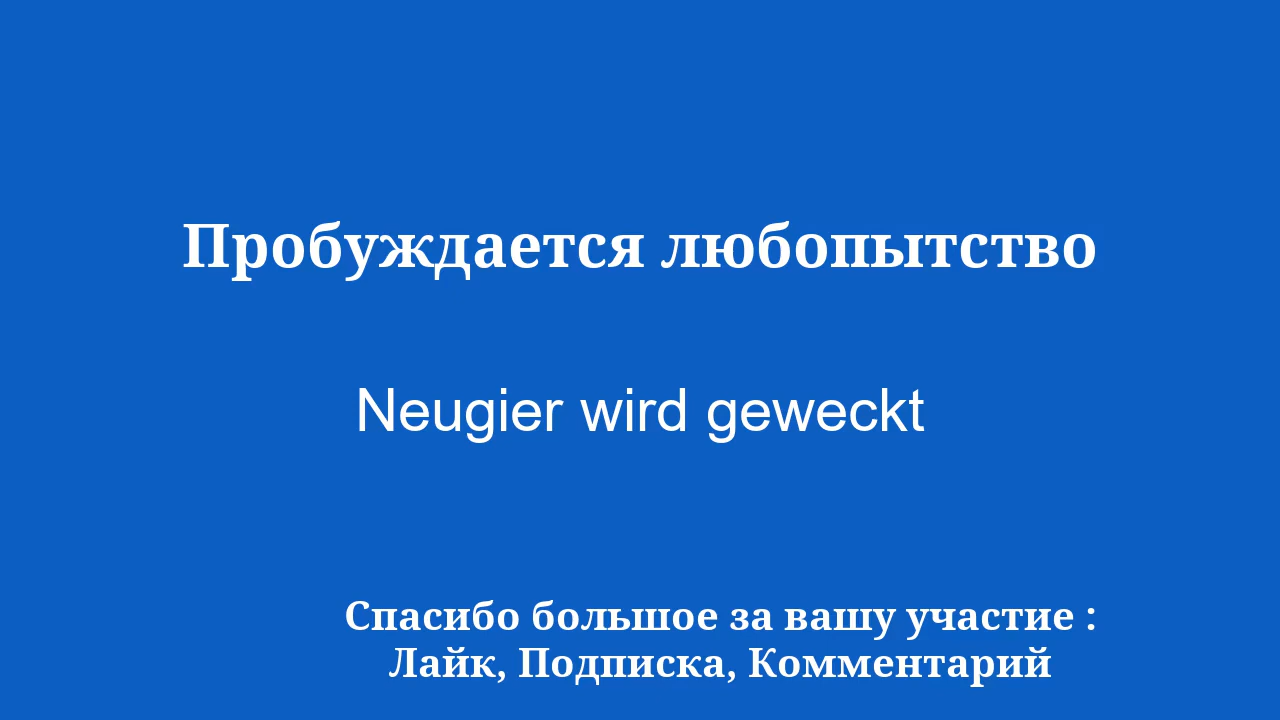 Пробуждается любопытство
Neugier wird geweckt
Спасибо большое за вашу участие :
Лайк, Подписка, Комментарий